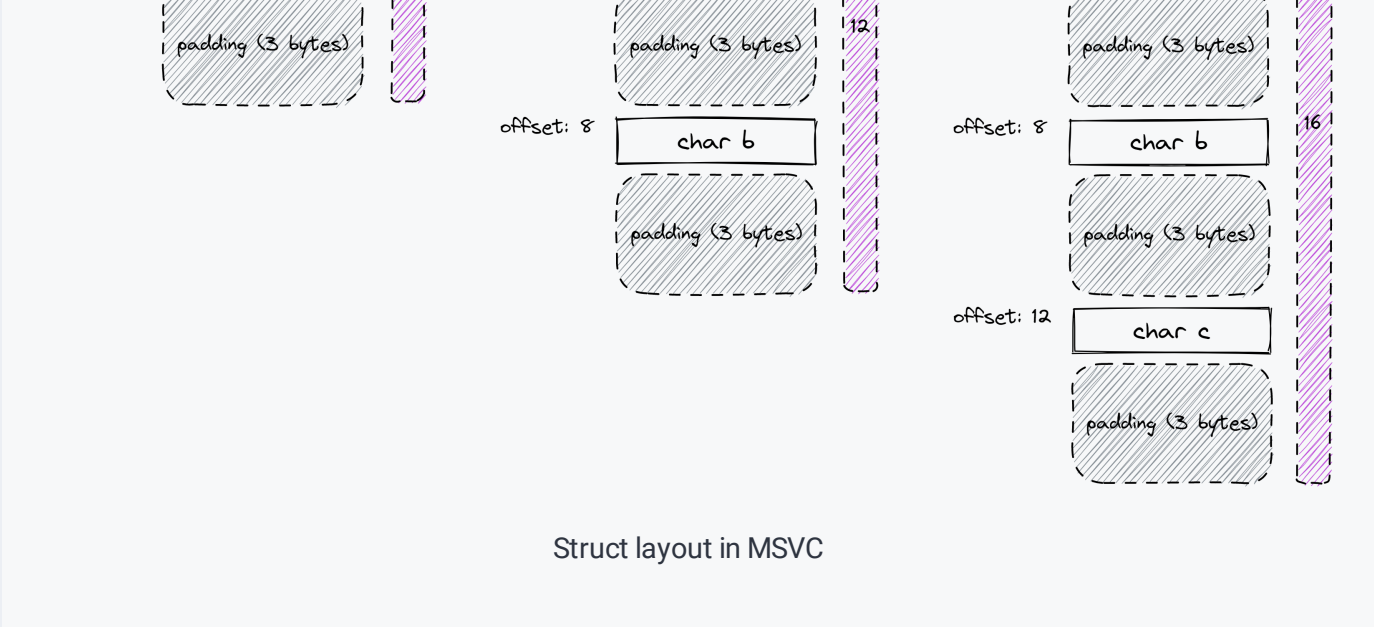 12
padding (3 bytes)
padding (3 bytes)
padding (3 bytes)
offset: 8
char b
offset: 8
char b
16
padding (3 bytes)
padding (3 bytes)
offset: 12
char c
padding (3 bytes)
Struct layout in MSVC